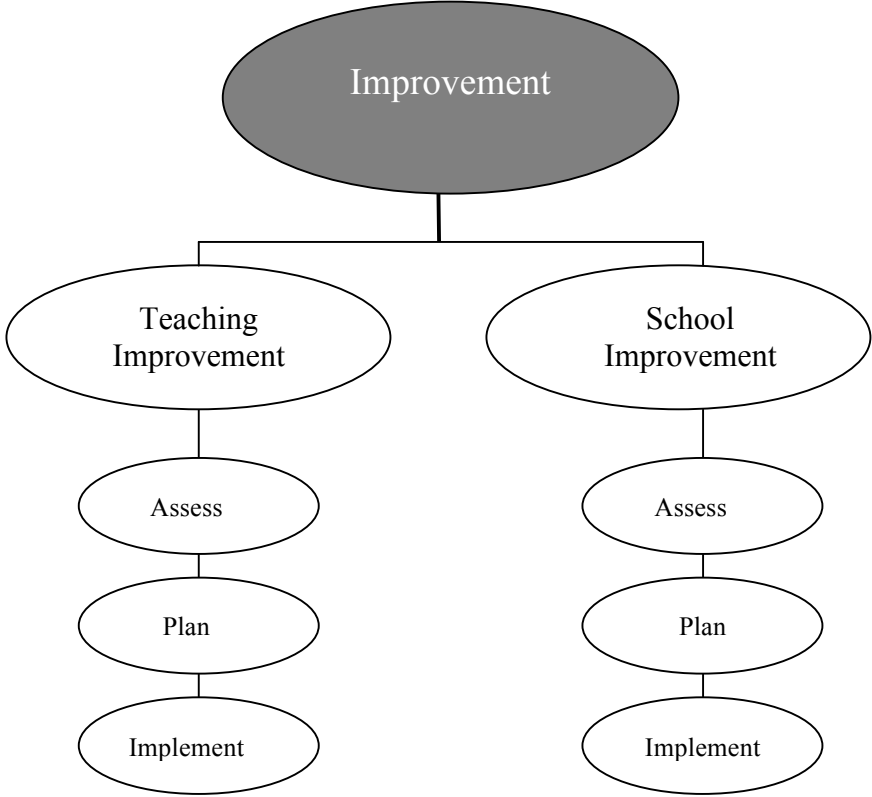 Improvement
Teaching
Improvement
School
Improvement
Assess
Assess
Plan
Plan
Implement
Implement